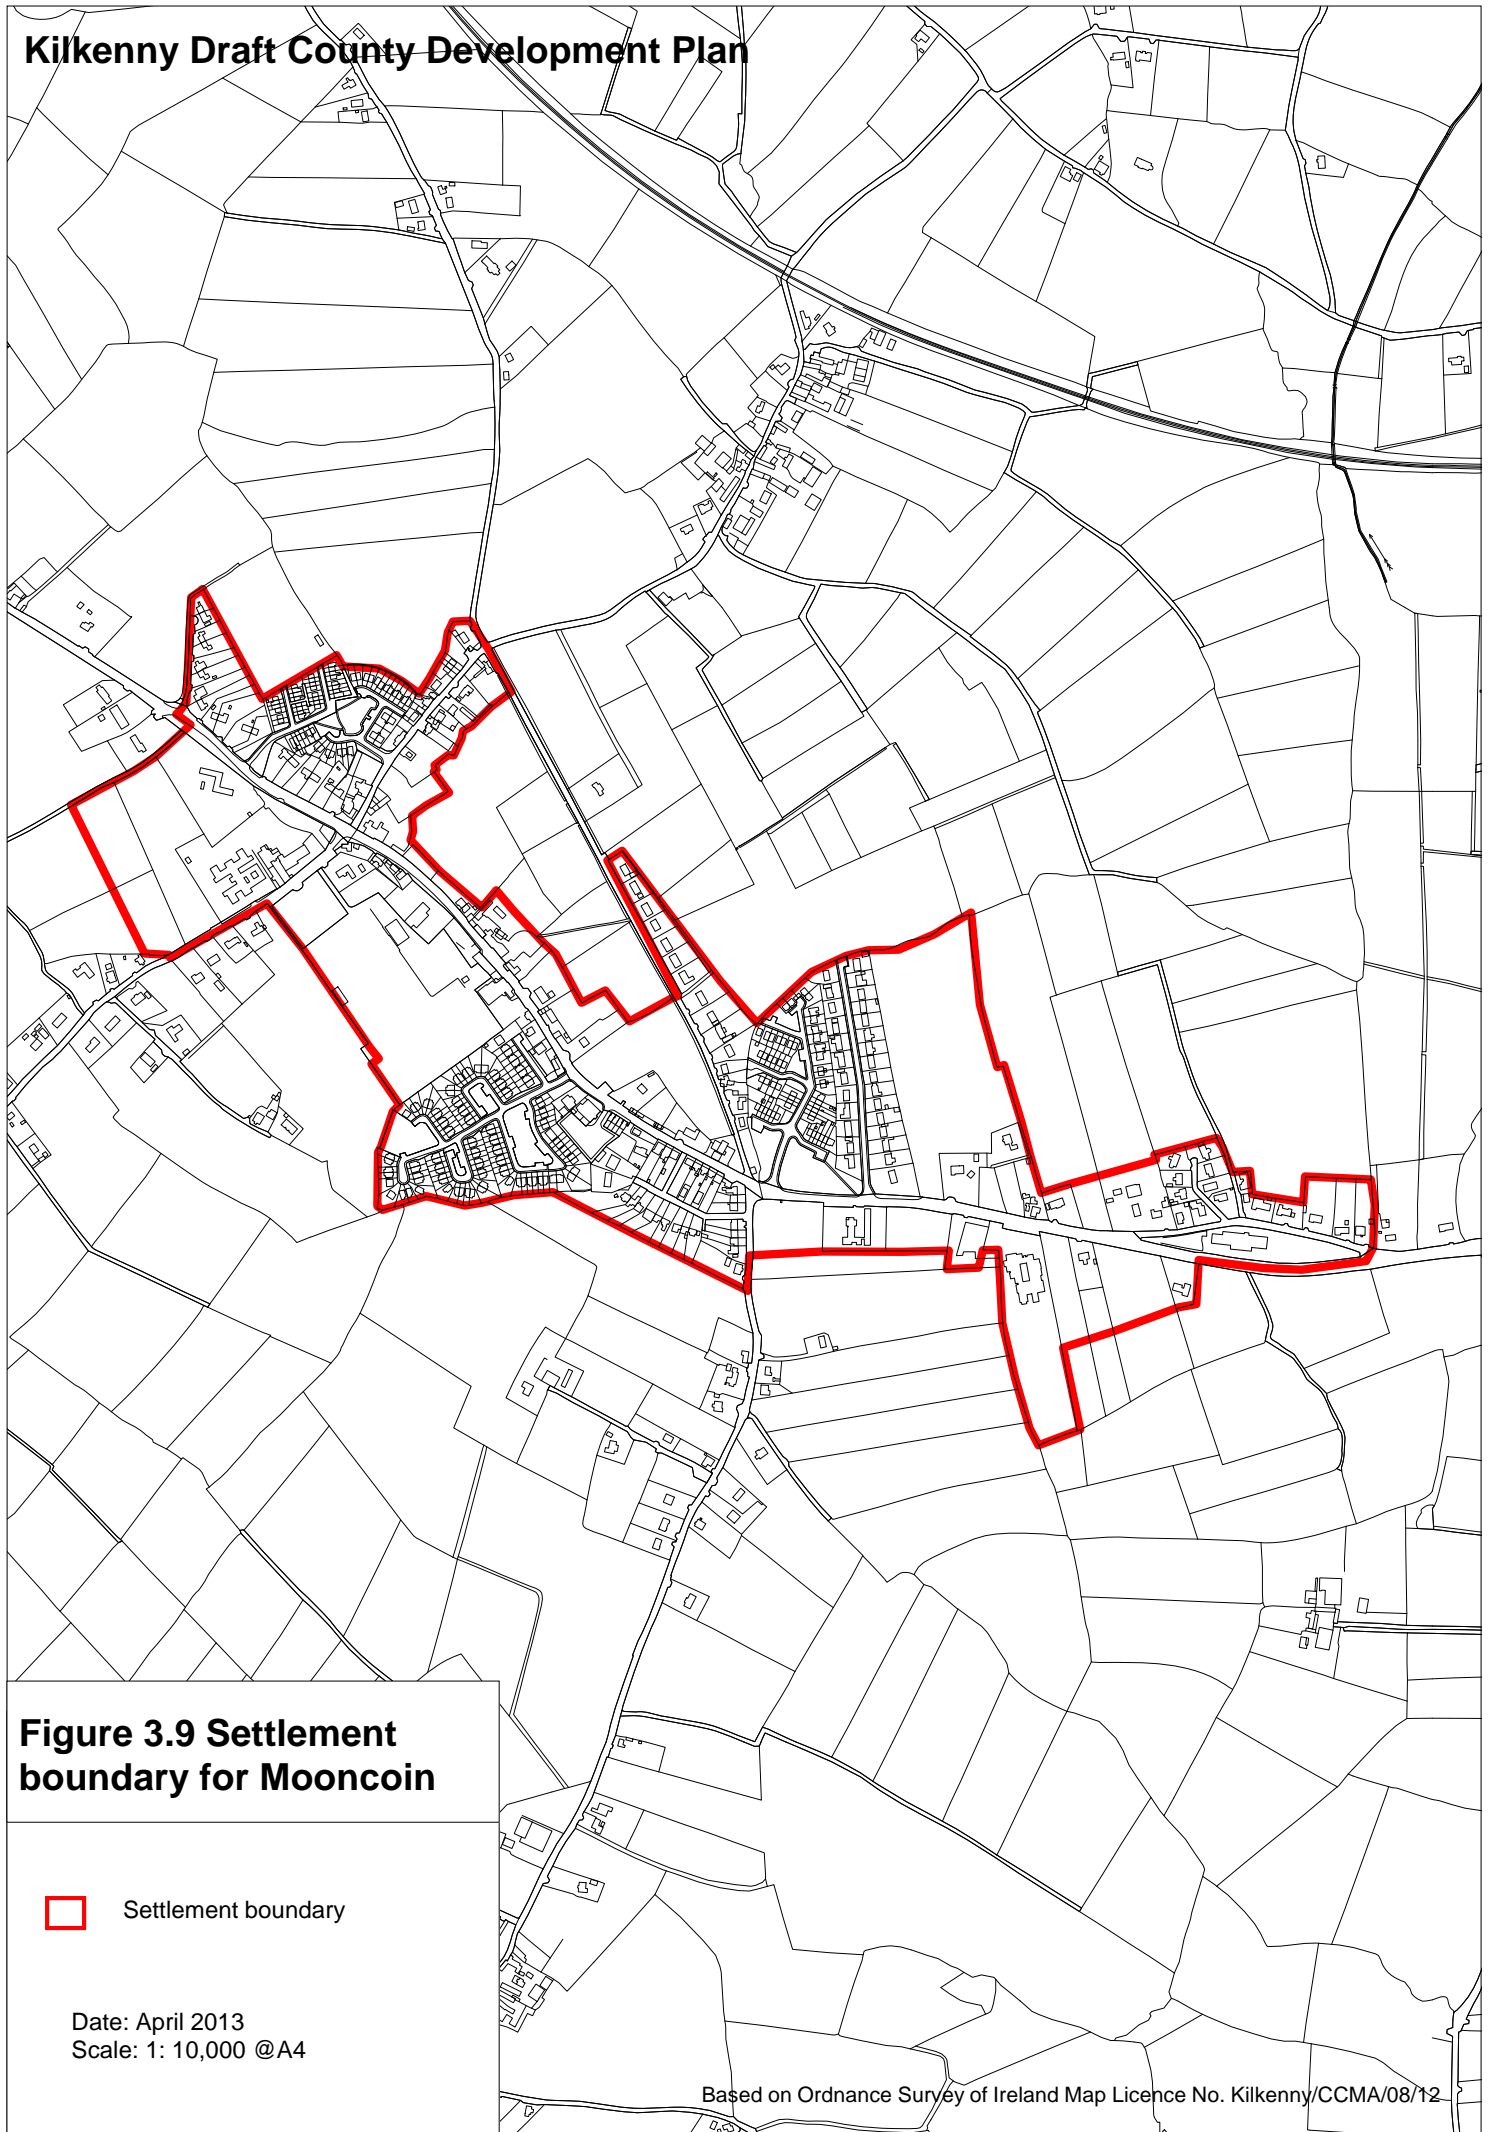 Kilkenny Draft County Development Plan
Figure 3.9 Settlement
boundary for Mooncoin
Settlement boundary
Date: April 2013
Scale: 1: 10,000 @A4
Based on Ordnance Survey of Ireland Map Licence No. Kilkenny/CCMA/08/12